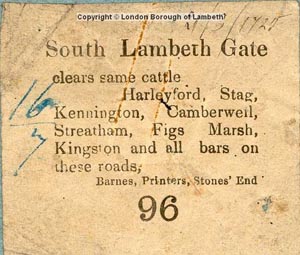 Copyright © London Borough of Lambeth
South Lambeth Gate
clears same cattle
Harleyford, Stag,
Kennington, Camberwell,
Streatham, Figs Marsh,
Kingston and all bars on
these roads,
Barnes, Printers, Stones' End
96